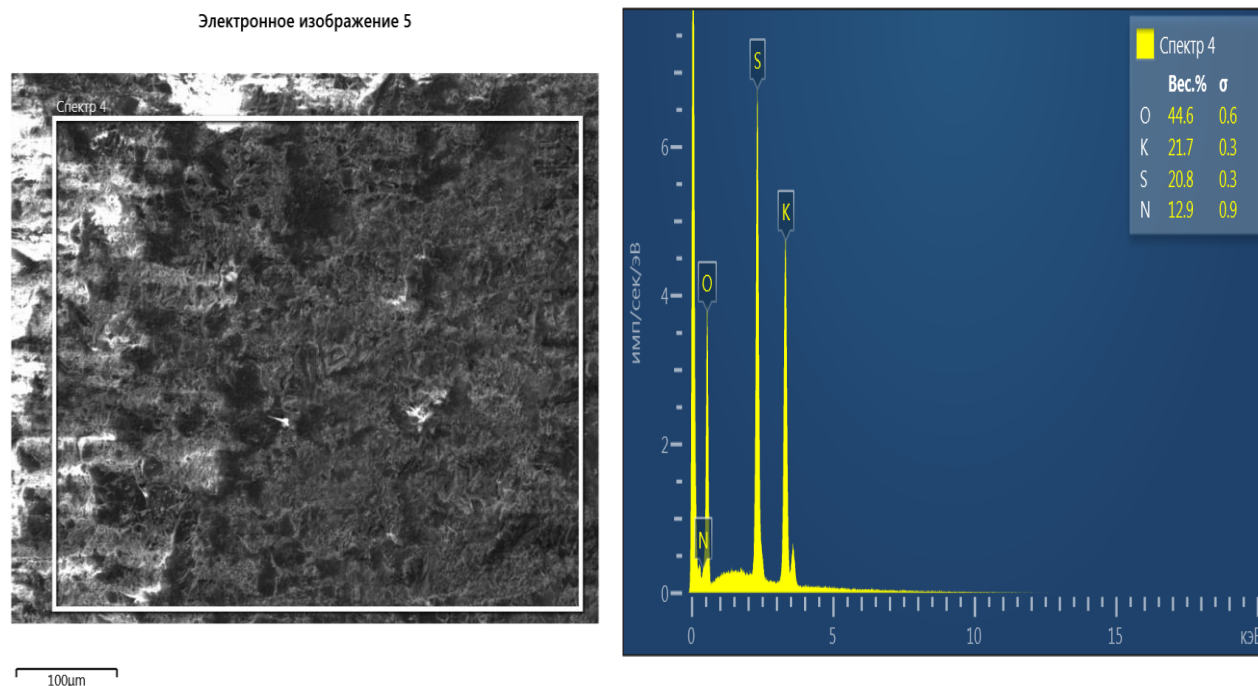 Электронное изображение 5
Спектр 4
100μm
Спектр 4
Вес.% σ
O 44.6 0.6
K 21.7 0.3
S 20.8 0.3
N 12.9 0.9
S
K
O
N
имп/сек/эВ
6
4
2
0
0 5 10 15 кэВ